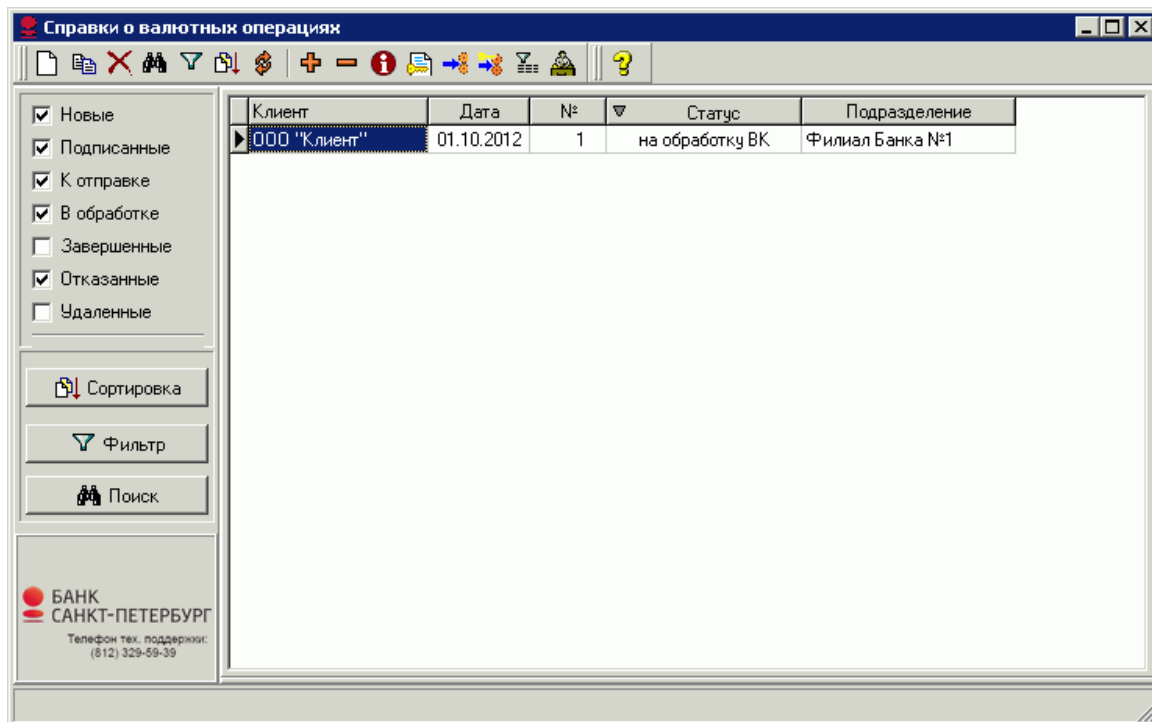 Справки о валютных операциях
Новые
Подписанные
К отправке
В обработке
Завершенные
Отказанные
Удаленные
Сортировка
Фильтр
Поиск
БАНК
САНКТ-ПЕТЕРБУРГ
Телефон тех. поддержки:
(812) 329-59-39
Клиент Дата № Статус Подразделение
ООО "Клиент" 01.10.2012 1 на обработку ВК Филиал Банка №1